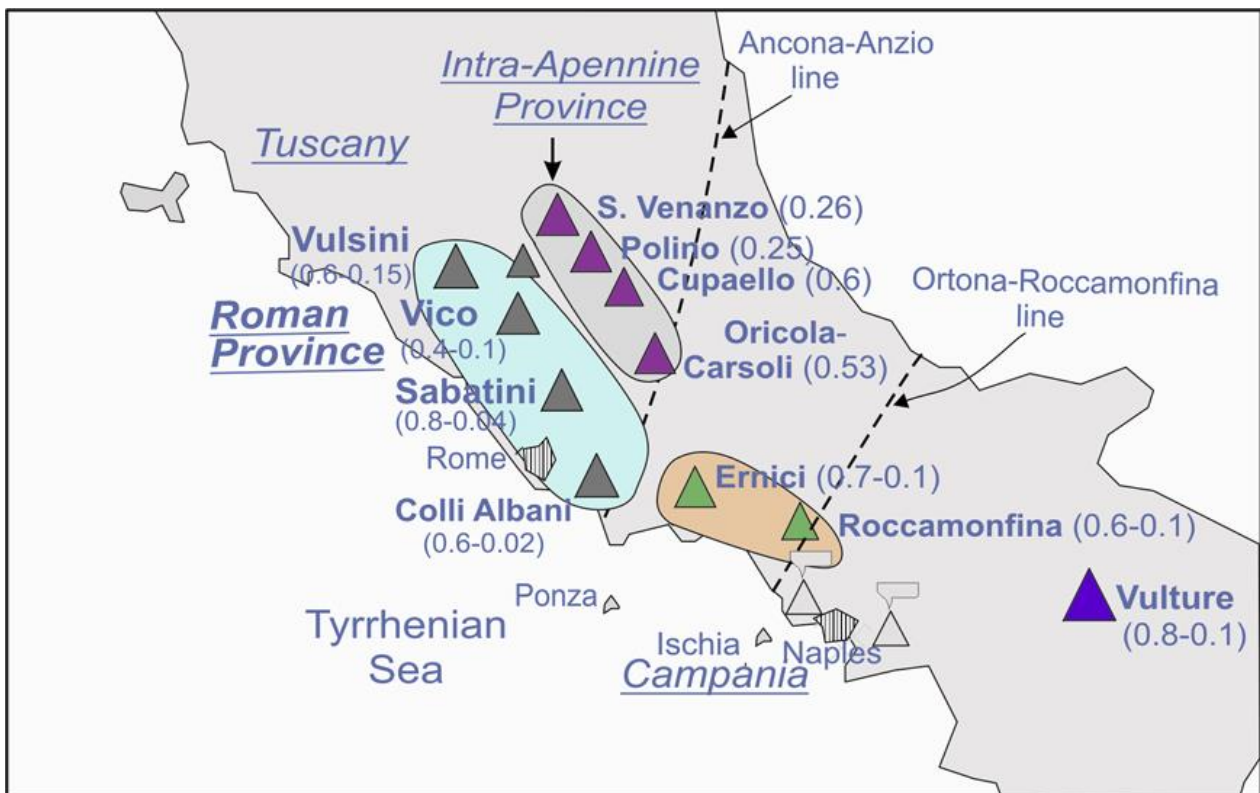 Ancona-Anzio
line
Intra-Apennine
Province
Tuscany
S. Venanzo (0.26)
Vulsini
(0.6-0.15)
Polino (0.25)
Cupaello (0.6)
Ortona-Roccamonfina
line
Roman
Province
Vico
(0.4-0.1)
Oricola-
Carsoli (0.53)
Sabatini
(0.8-0.04)
Rome
Ernici (0.7-0.1)
Colli Albani
(0.6-0.02)
Roccamonfina (0.6-0.1)
Ponza
Vulture
(0.8-0.1)
Tyrrhenian
Sea
Ischia
Naples
Campania